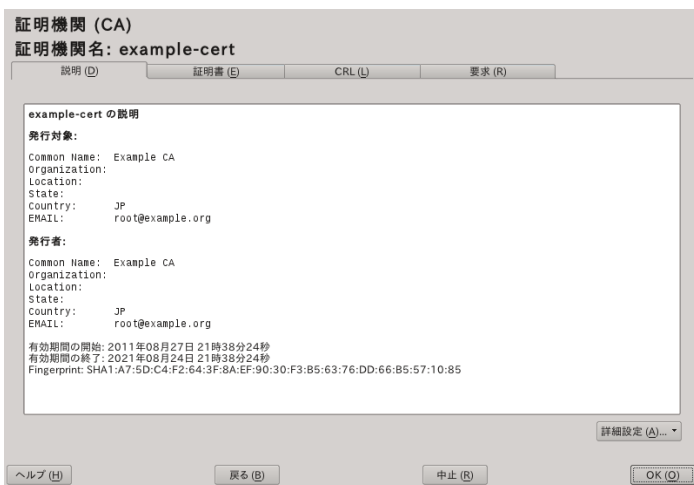 証明機関 (CA)
証明機関名: example-cert
説明 (D)
証明書 (E)
CRL (L)
要求 (R)
example-cert の説明
発行対象:
Common Name: Example CA
Organization:
Location:
State:
Country: JP
EMAIL: root@example.org
発行者:
Common Name: Example CA
Organization:
Location:
State:
Country: JP
EMAIL: root@example.org
有効期間の開始: 2011年08月27日 21時38分24秒
有効期間の終了: 2021年08月24日 21時38分24秒
Fingerprint: SHA1:A7:5D:C4:F2:64:3F:8A:EF:90:30:F3:B5:63:76:DD:66:B5:57:10:85
詳細設定 (A)...
ヘルプ (H)
戻る (B)
中止 (R)
OK (O)